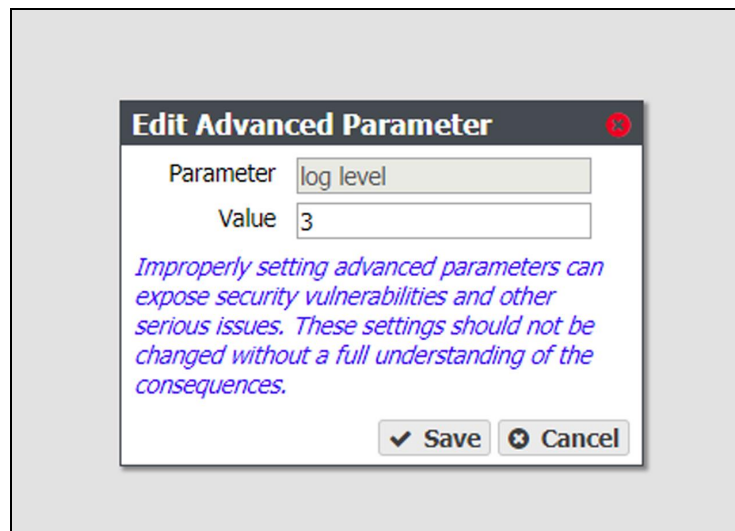 Edit Advanced Parameter
Parameter log level
Value 3
Improperly setting advanced parameters can
expose security vulnerabilities and other
serious issues. These settings should not be
changed without a full understanding of the
consequences.
Save Cancel